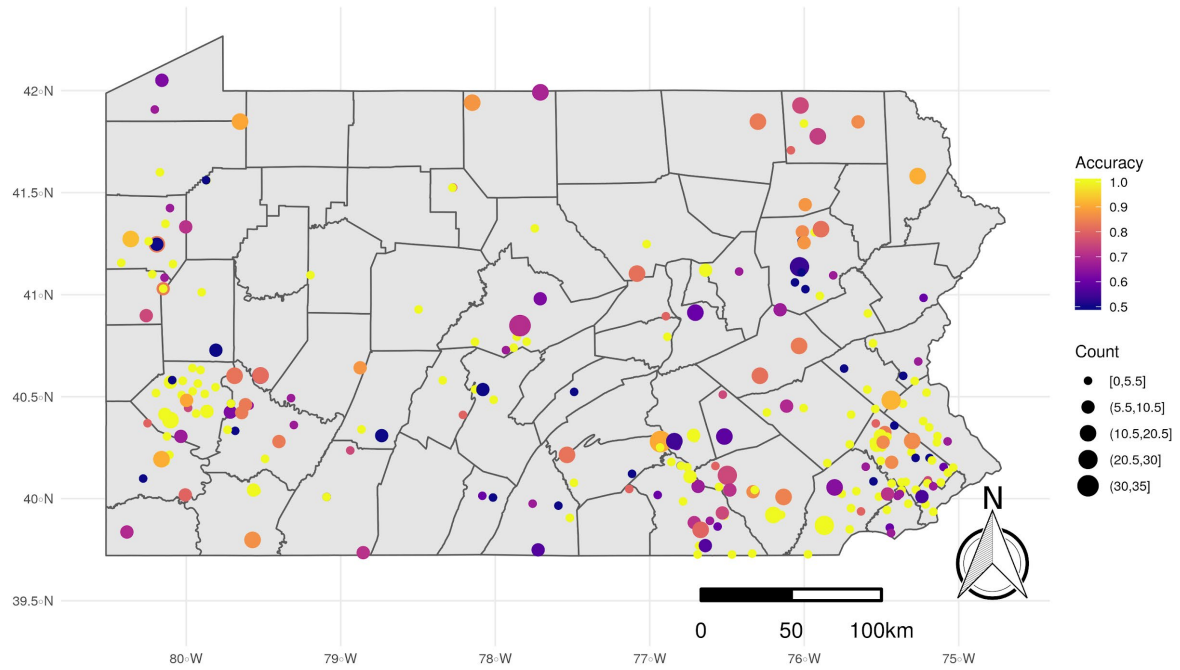 42°N
41.5°N
41°N
40.5°N
40°N
39.5°N
80°W
79°W
78°W
77°W
76°W
75°W
N
0 50 100km
Accuracy
1.0
0.9
0.8
0.7
0.6
0.5
Count
[0,5.5]
(5.5,10.5]
(10.5,20.5]
(20.5,30]
(30,35]